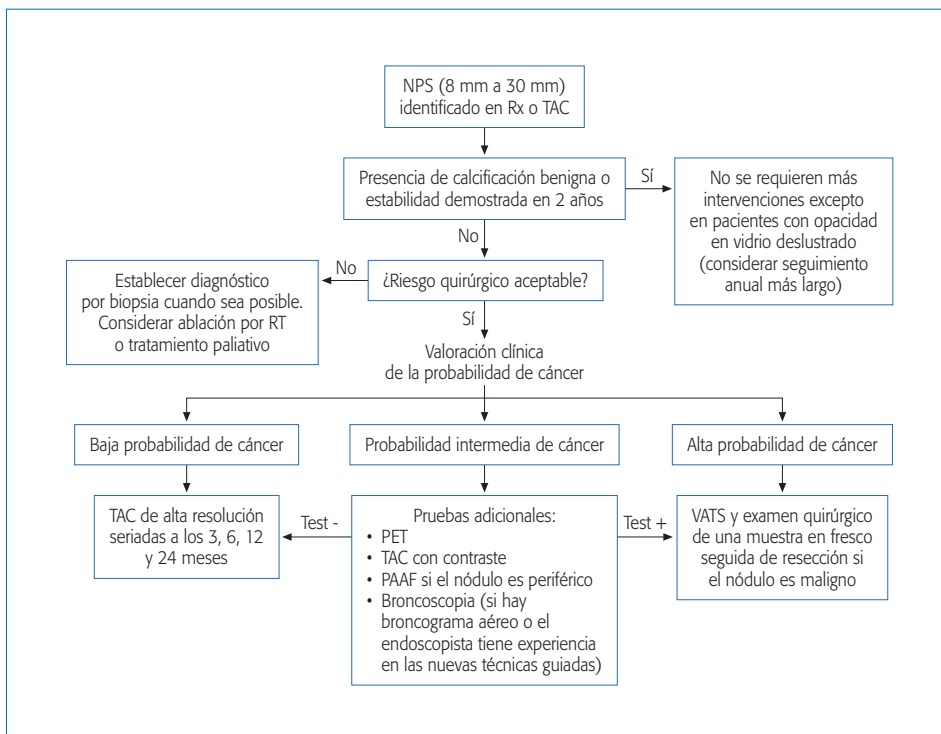 NPS (8 mm a 30 mm)
identificado en Rx o TAC
Presencia de calcificación benigna o
estabilidad demostrada en 2 años
Sí
No se requieren más
intervenciones excepto
en pacientes con opacidad
en vidrio deslustrado
(considerar seguimiento
anual más largo)
No
¿Riesgo quirúrgico aceptable?
No
Establecer diagnóstico
por biopsia cuando sea posible.
Considerar ablación por RT
o tratamiento paliativo
Sí
Valoración clínica
de la probabilidad de cáncer
Baja probabilidad de cáncer
Probabilidad intermedia de cáncer
Alta probabilidad de cáncer
TAC de alta resolución
seriadas a los 3, 6, 12
y 24 meses
Test -
Pruebas adicionales:
• PET
• TAC con contraste
• PAAF si el nódulo es periférico
• Broncoscopia (si hay
broncograma aéreo o el
endoscopista tiene experiencia
en las nuevas técnicas guiadas)
Test +
VATS y examen quirúrgico
de una muestra en fresco
seguida de resección si
el nódulo es maligno